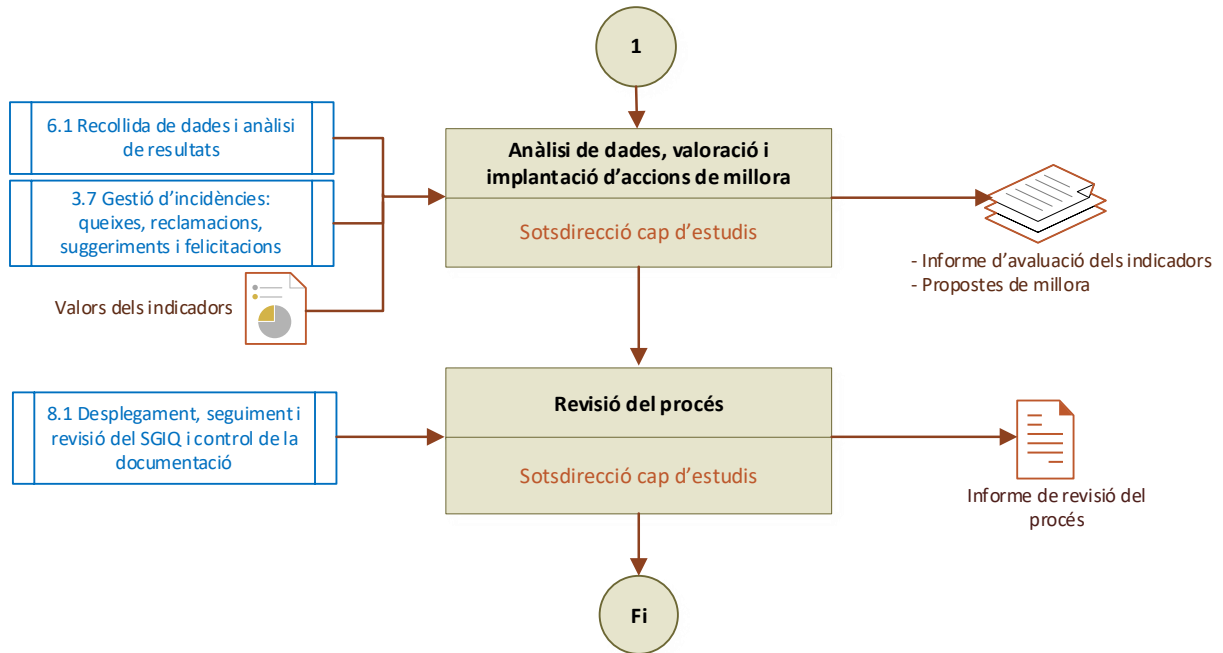 1
6.1 Recollida de dades i anàlisi
de resultats
3.7 Gestió d'incidències:
queixes, reclamacions,
suggeriments i felicitacions
Valors dels indicadors
Anàlisi de dades, valoració i
implantació d'accions de millora
Sotsdirecció cap d'estudis
- Informe d'avaluació dels indicadors
- Propostes de millora
8.1 Desplegament, seguiment i
revisió del SGIQ i control de la
documentació
Revisió del procés
Sotsdirecció cap d'estudis
Informe de revisió del
procés
Fi